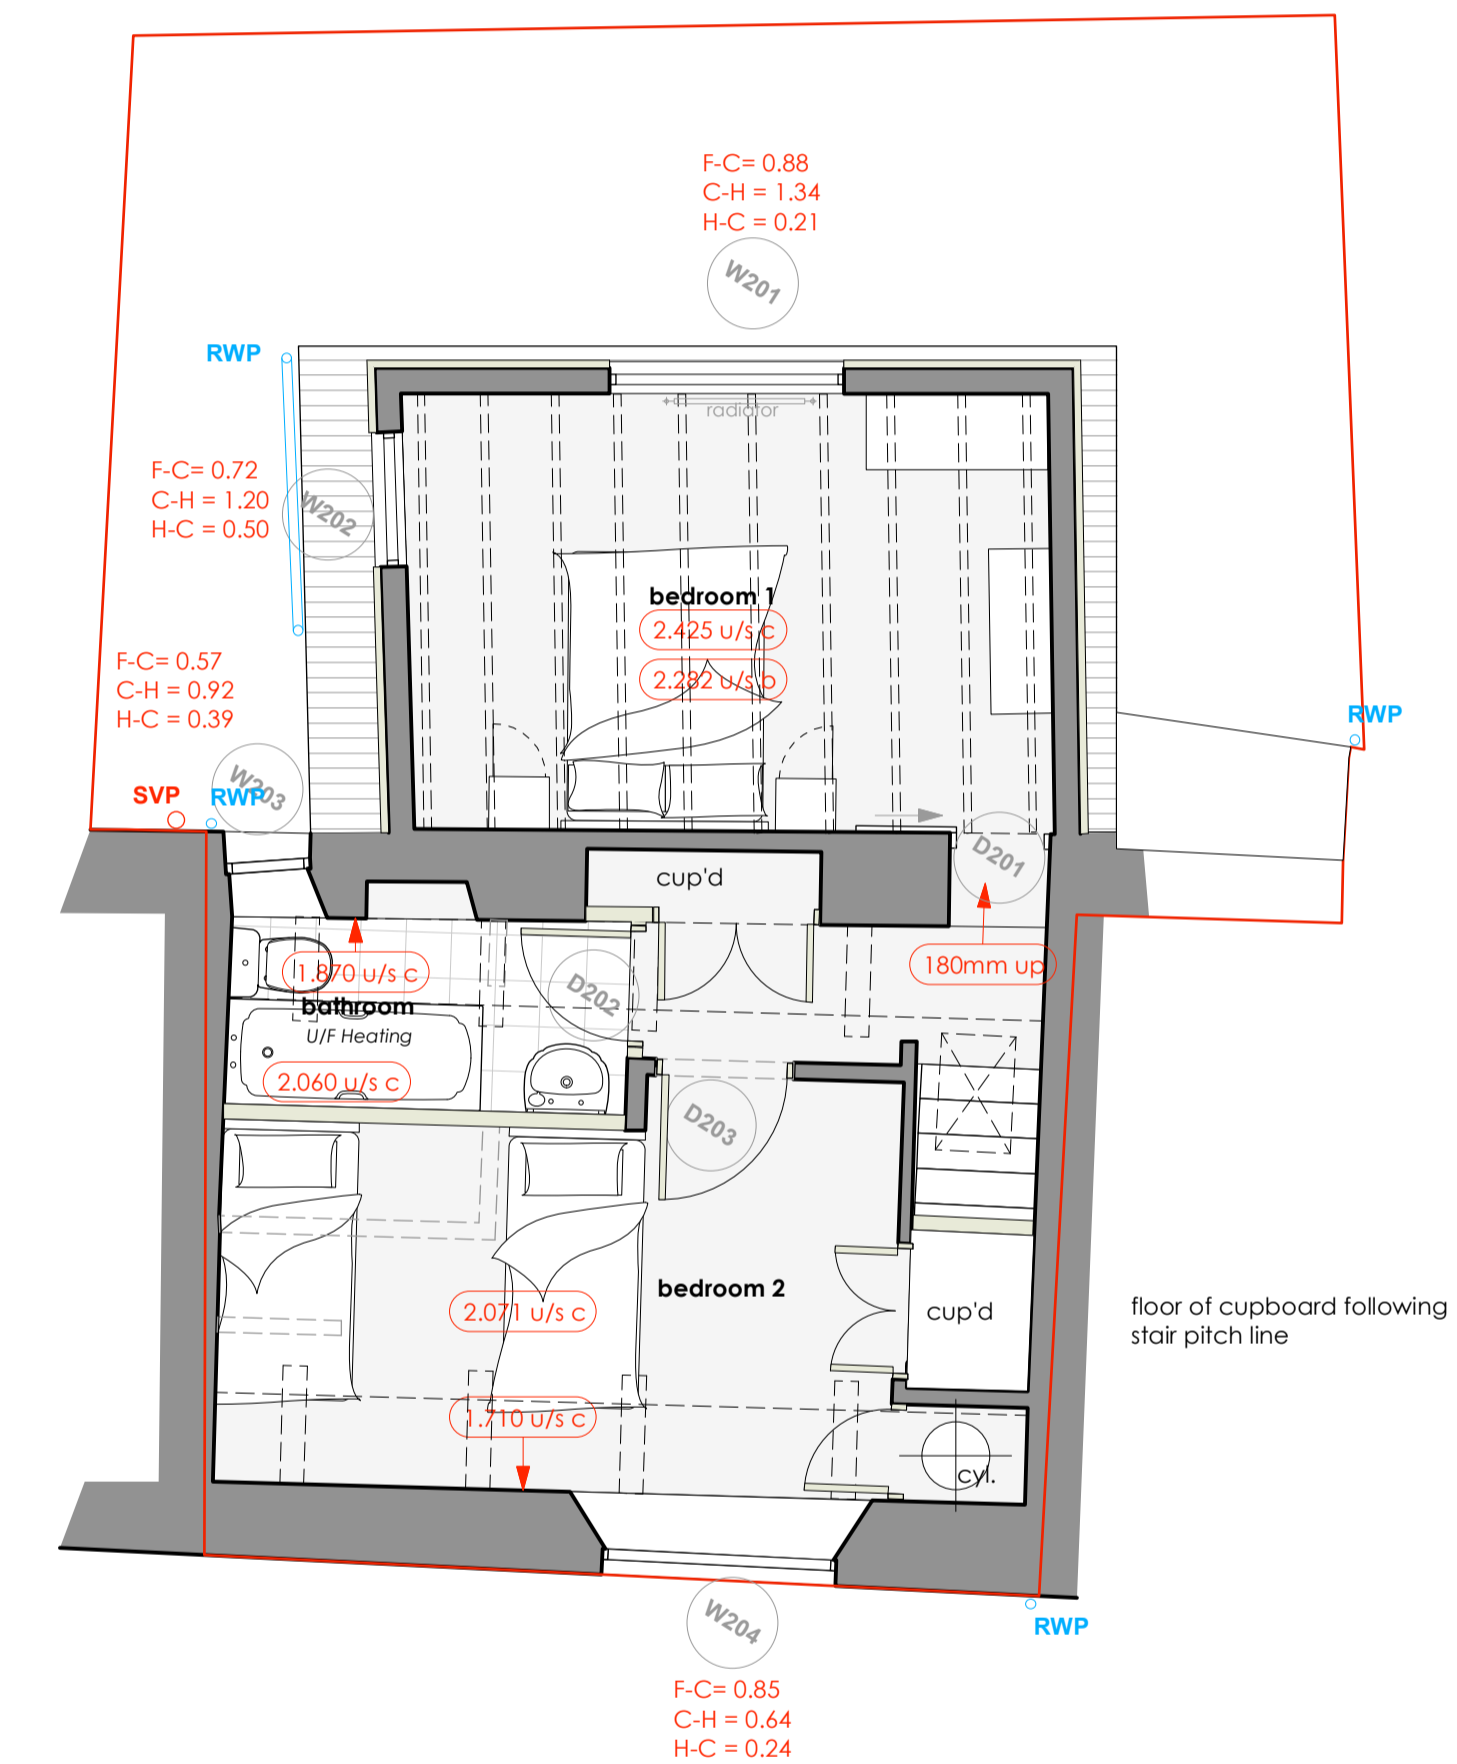 F-C= 0.88
C-H = 1.34
H-C = 0.21
W201
RWP
radiator
F-C= 0.72
C-H = 1.20
H-C = 0.50
W202
bedroom 1
2.425 u/s c
2.282 u/s b
F-C= 0.57
C-H = 0.92
H-C = 0.39
W203
SVP
RWP
RWP
D201
cup'd
180mm up
1.870 u/s c
bathroom
U/F Heating
2.060 u/s c
D202
D203
bedroom 2
2.071 u/s c
cup'd
floor of cupboard following
stair pitch line
1.710 u/s c
cyl.
W204
RWP
F-C= 0.85
C-H = 0.64
H-C = 0.24